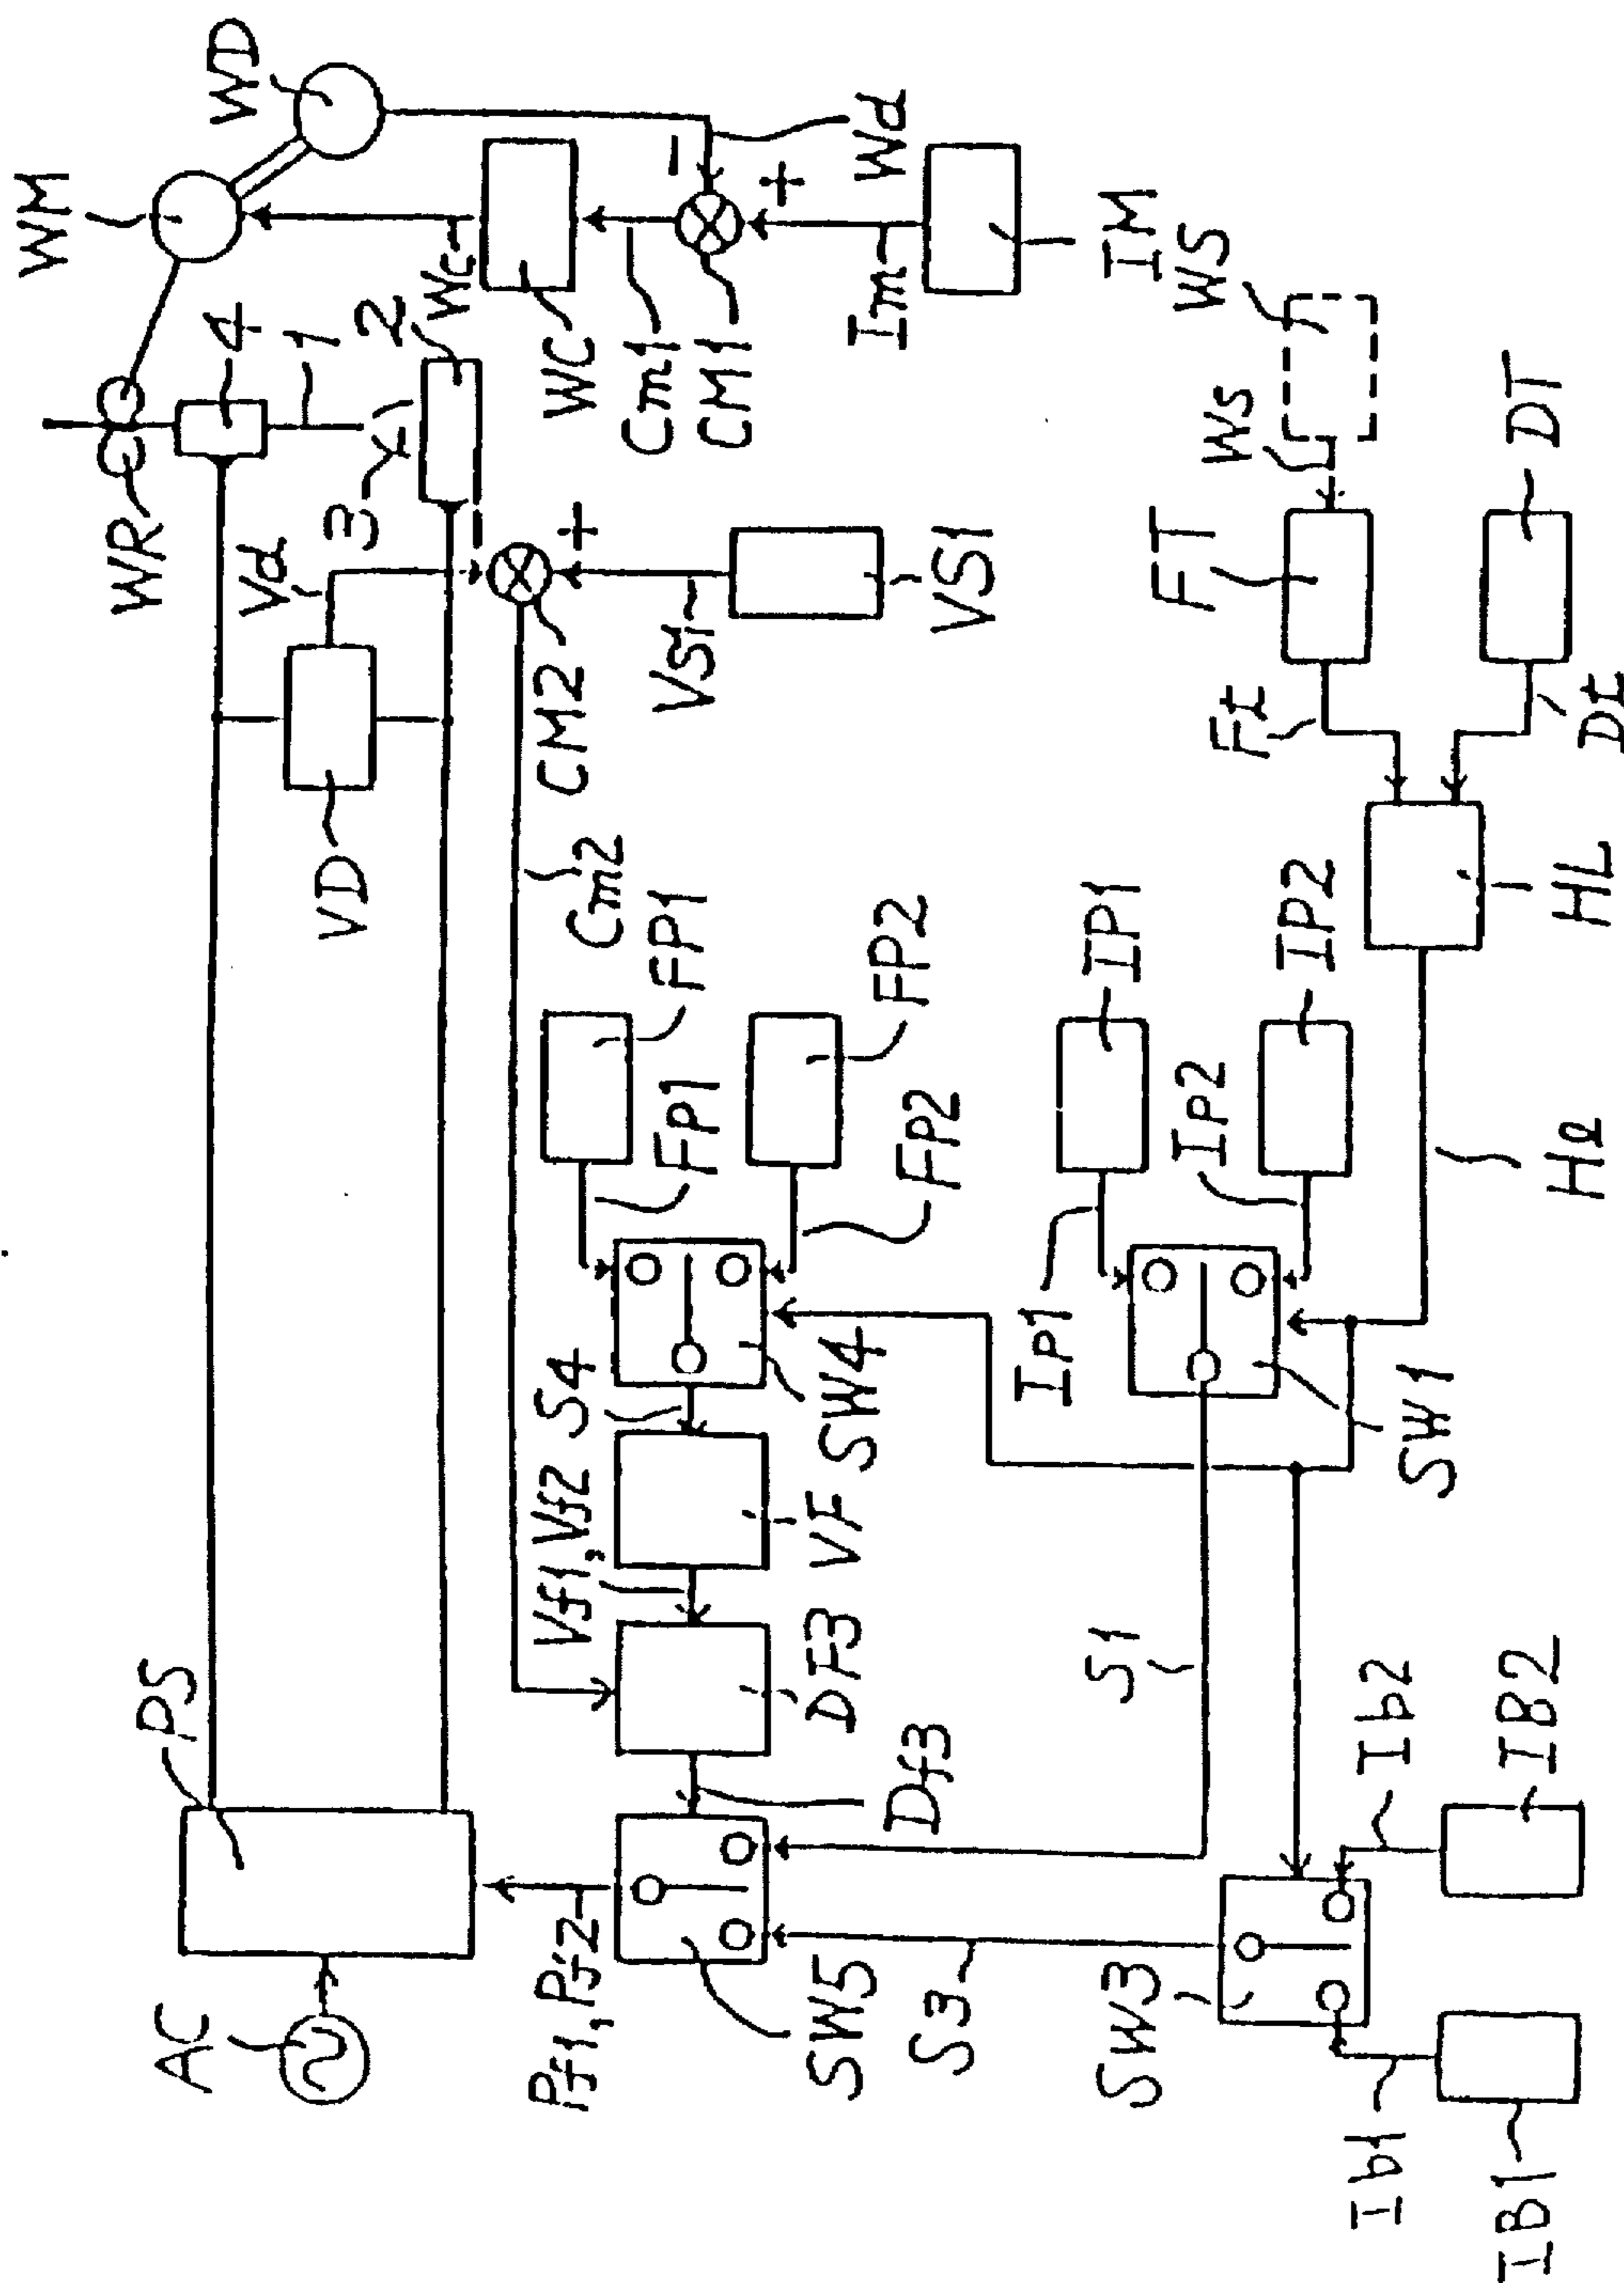 AC
PS
Pf1, Pf2
SW5
S3
SW3
Ib1
IB1
Ib2
IB2
Df3
DF3
Vf1, Vf2
VF
S4
SW4
S1
SW1
Ip1
IP1
Ip2
IP2
FP1
FP1
FP2
FP2
Cm2
CM2
VD
Vd
Vs1
VS1
+
−
WR
3
2
1
4
WM
WD
Wc
WC
Cm1
CM1
−
+
Wd
Im
IM
WS
Ws
FT
Ft
DT
Dt
HL
Hl